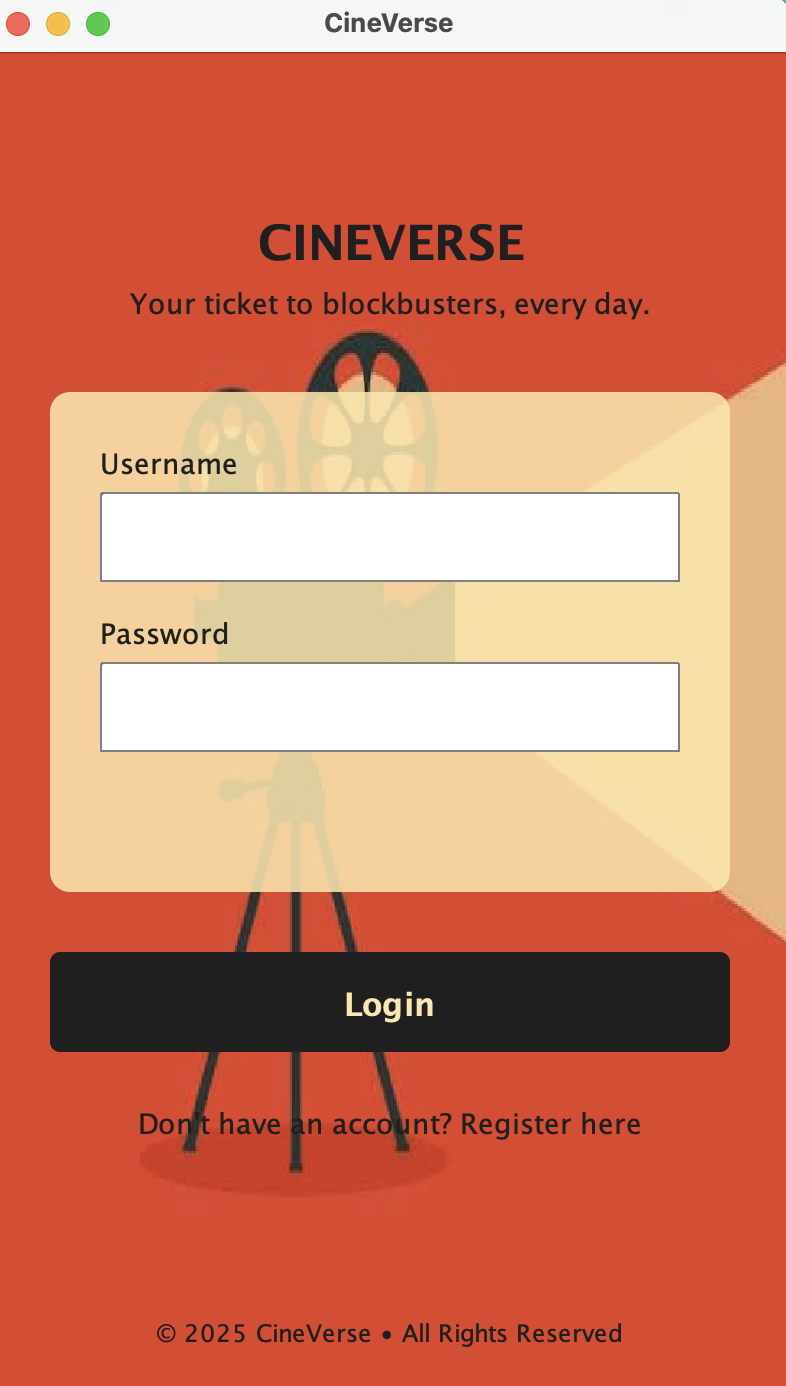 CineVerse
CINEVERSE
Your ticket to blockbusters, every day.
Username
Password
Login
Don't have an account? Register here
© 2025 CineVerse • All Rights Reserved